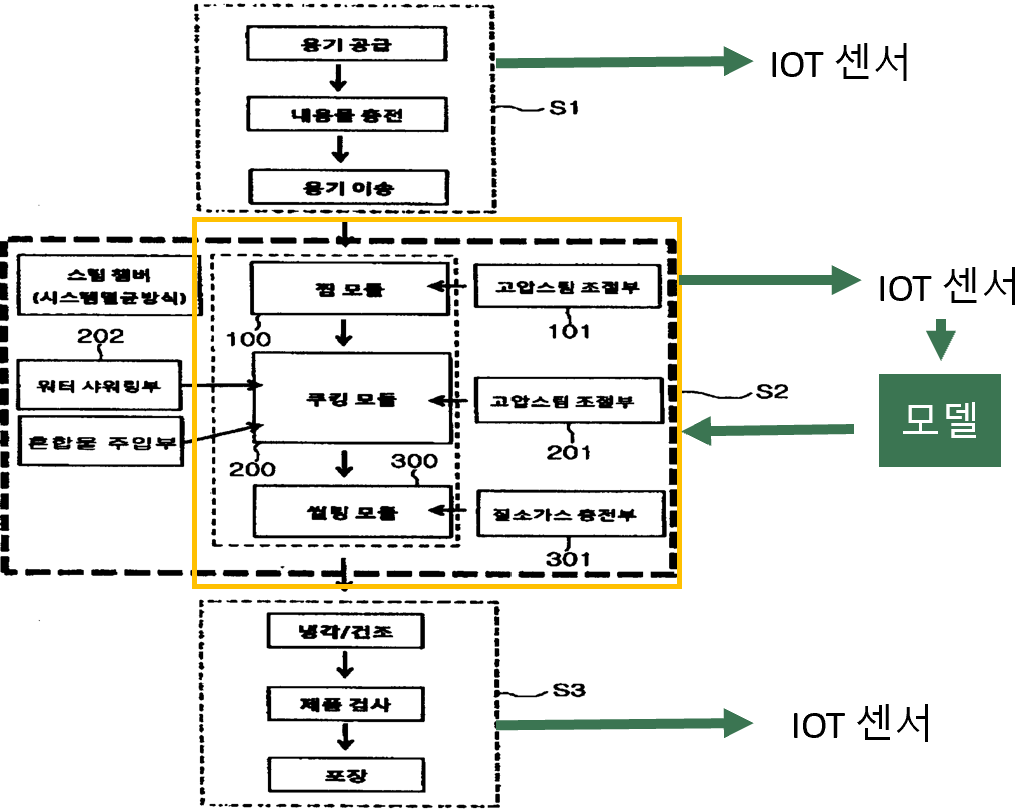 용기 공급
IOT 센서
내용물 충전
S1
용기 이송
스팀 챔버
(시스템멸균방식)
찜 모듈
고압스팀 조절부
IOT 센서
100
101
202
워터 샤워링부
쿠킹 모듈
고압스팀 조절부
S2
모델
혼합물 주입부
200
300
201
씰링 모듈
질소가스 충전부
301
냉각/건조
제품 검사
S3
IOT 센서
포장